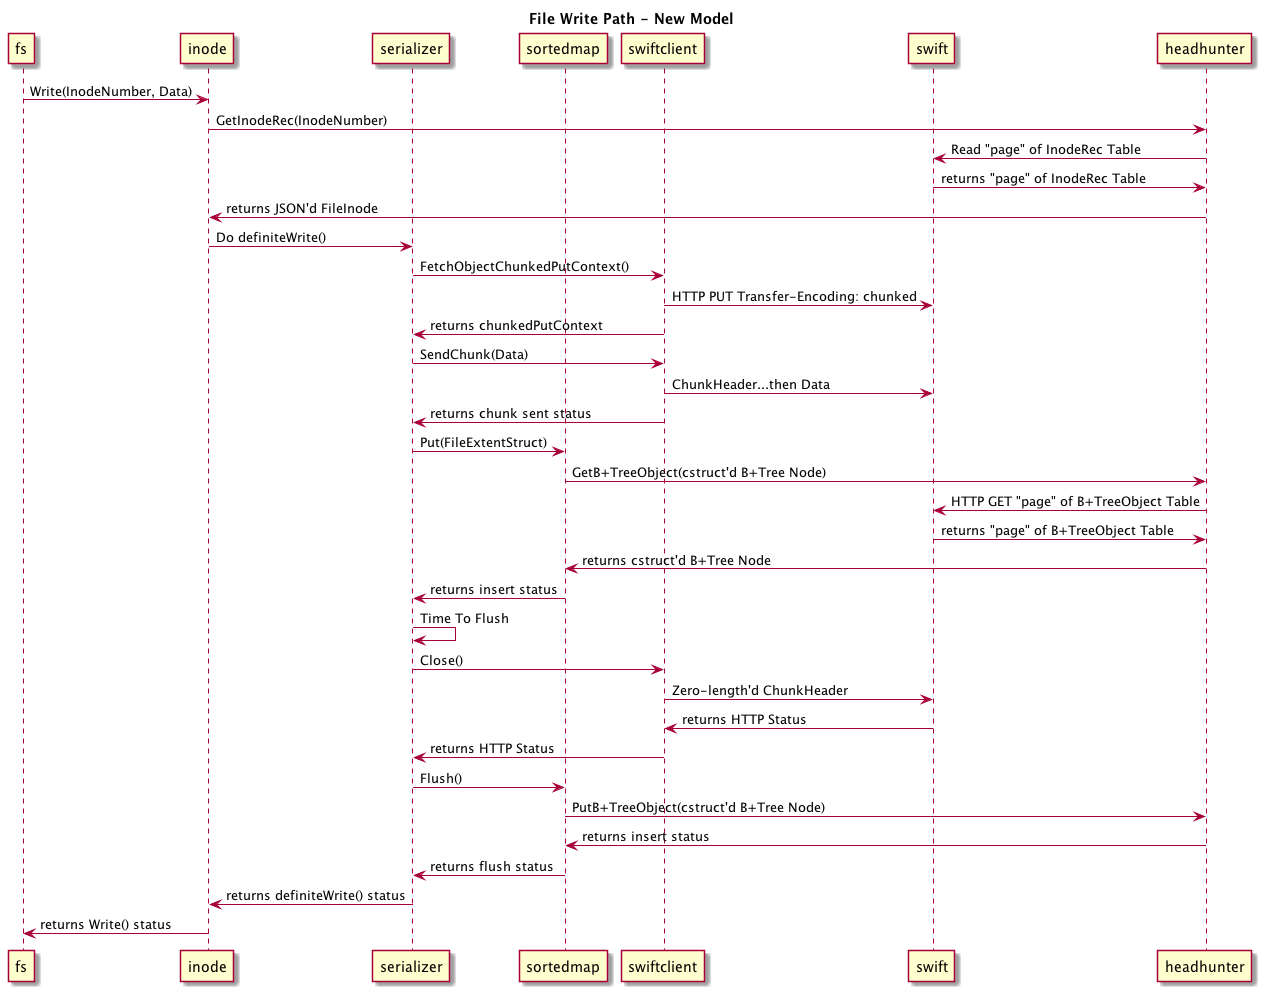 File Write Path - New Model
fs
inode
serializer
sortedmap
swiftclient
swift
headhunter
Write(InodeNumber, Data)
GetInodeRec(InodeNumber)
Read "page" of InodeRec Table
returns "page" of InodeRec Table
returns JSON'd FileInode
Do definiteWrite()
FetchObjectChunkedPutContext()
HTTP PUT Transfer-Encoding: chunked
returns chunkedPutContext
SendChunk(Data)
ChunkHeader...then Data
returns chunk sent status
Put(FileExtentStruct)
GetB+TreeObject(cstruct'd B+Tree Node)
HTTP GET "page" of B+TreeObject Table
returns "page" of B+TreeObject Table
returns cstruct'd B+Tree Node
returns insert status
Time To Flush
Close()
Zero-length'd ChunkHeader
returns HTTP Status
returns HTTP Status
Flush()
PutB+TreeObject(cstruct'd B+Tree Node)
returns insert status
returns flush status
returns definiteWrite() status
returns Write() status
fs
inode
serializer
sortedmap
swiftclient
swift
headhunter